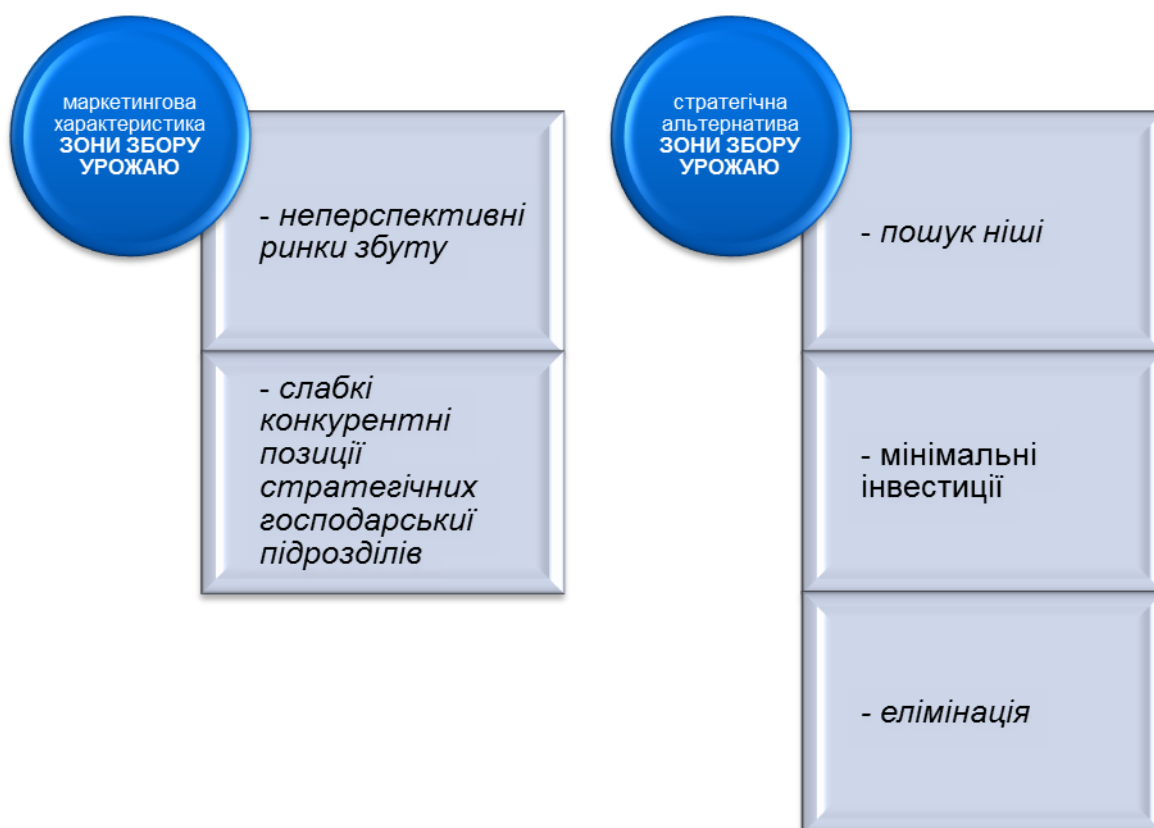 маркетингова
характеристика
ЗОНИ ЗБОРУ
УРОЖАЮ
- неперспективні
ринки збуту
- слабкі
конкурентні
позиції
стратегічних
господарськиї
підрозділів
стратегічна
альтернатива
ЗОНИ ЗБОРУ
УРОЖАЮ
- пошук ніші
- мінімальні
інвестиції
- елімінація